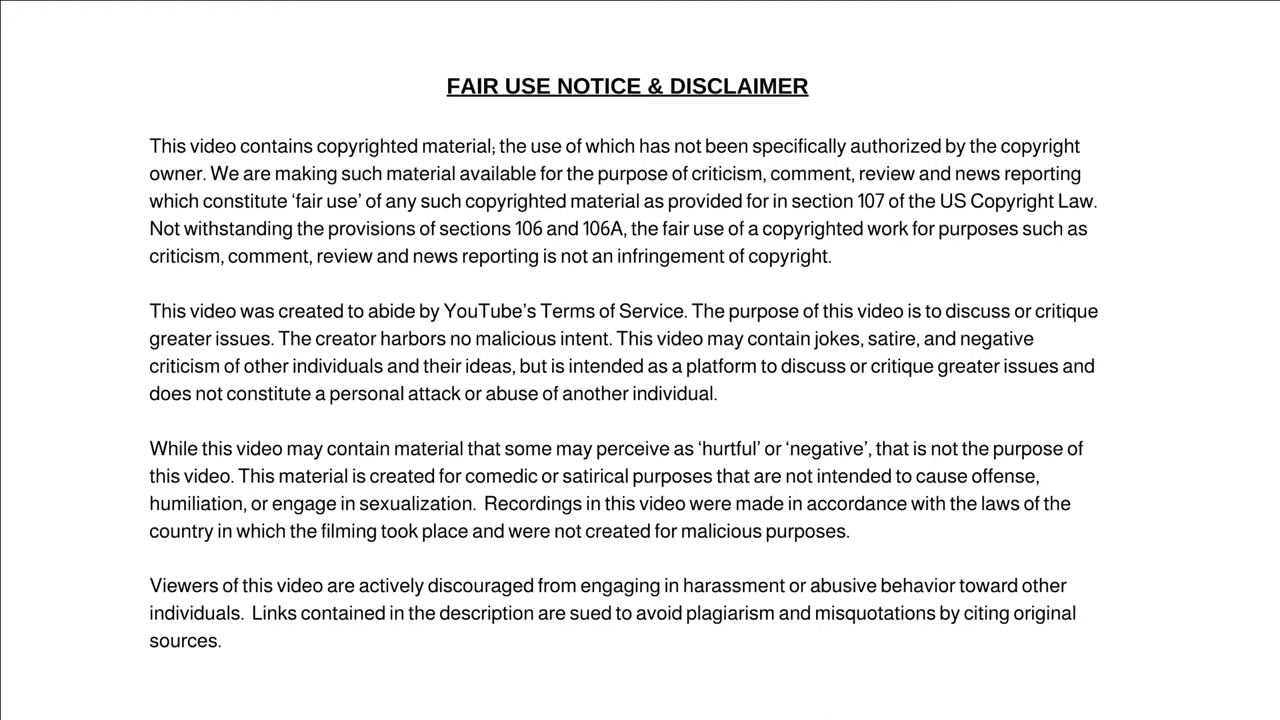 FAIR USE NOTICE & DISCLAIMER
This video contains copyrighted material; the use of which has not been specifically authorized by the copyright
owner. We are making such material available for the purpose of criticism, comment, review and news reporting
which constitute ‘fair use’ of any such copyrighted material as provided for in section 107 of the US Copyright Law.
Not withstanding the provisions of sections 106 and 106A, the fair use of a copyrighted work for purposes such as
criticism, comment, review and news reporting is not an infringement of copyright.
This video was created to abide by YouTube’s Terms of Service. The purpose of this video is to discuss or critique
greater issues. The creator harbors no malicious intent. This video may contain jokes, satire, and negative
criticism of other individuals and their ideas, but is intended as a platform to discuss or critique greater issues and
does not constitute a personal attack or abuse of another individual.
While this video may contain material that some may perceive as ‘hurtful’ or ‘negative’, that is not the purpose of
this video. This material is created for comedic or satirical purposes that are not intended to cause offense,
humiliation, or engage in sexualization. Recordings in this video were made in accordance with the laws of the
country in which the filming took place and were not created for malicious purposes.
Viewers of this video are actively discouraged from engaging in harassment or abusive behavior toward other
individuals. Links contained in the description are sued to avoid plagiarism and misquotations by citing original
sources.